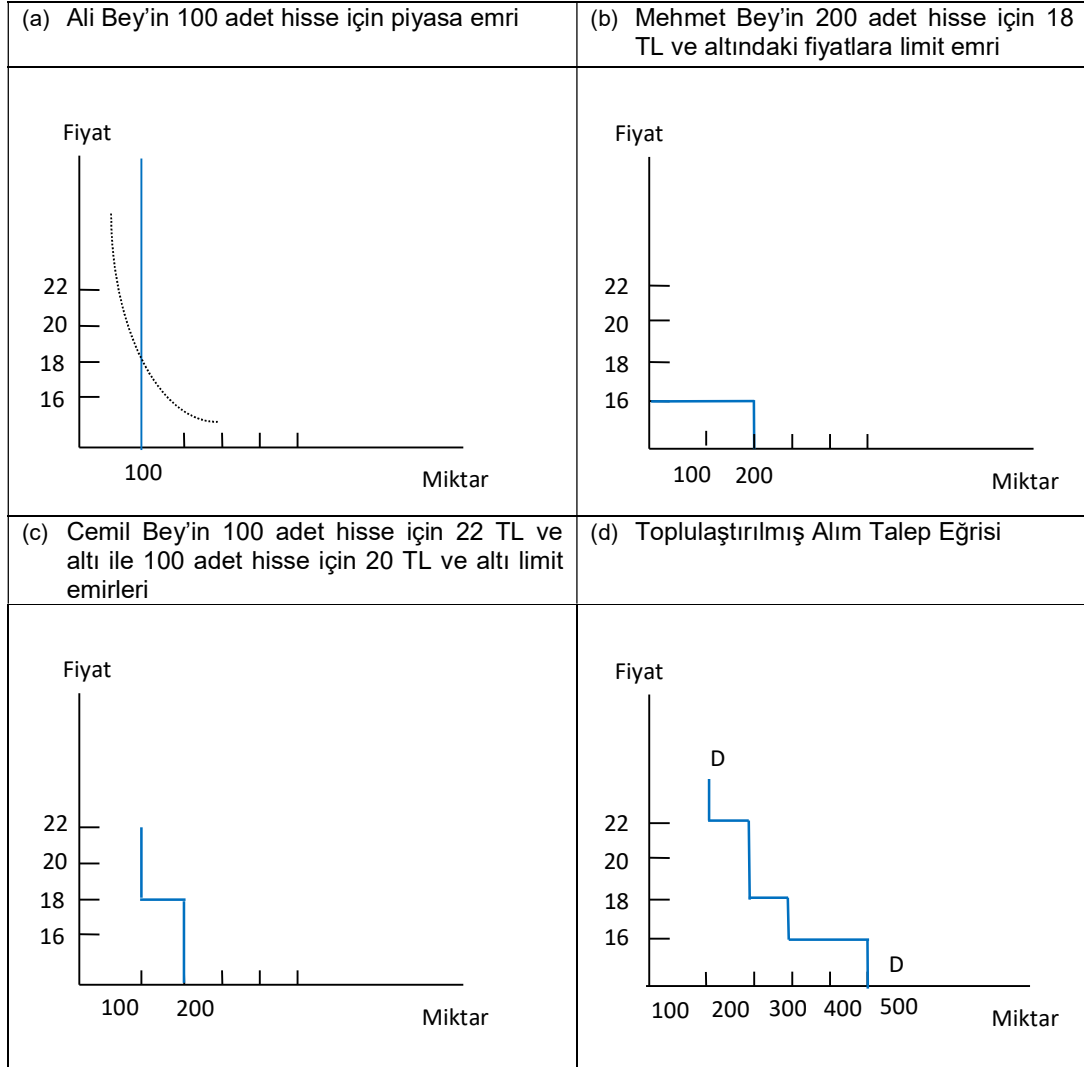 (a) Ali Bey'in 100 adet hisse için piyasa emri
(b) Mehmet Bey'in 200 adet hisse için 18
TL ve altındaki fiyatlara limit emri
Fiyat
22
20
18
16
100
Miktar
Fiyat
22
20
18
16
100 200
Miktar
(c) Cemil Bey'in 100 adet hisse için 22 TL ve
altı ile 100 adet hisse için 20 TL ve altı limit
emirleri
(d) Toplulaştırılmış Alım Talep Eğrisi
Fiyat
22
20
18
16
100 200
Miktar
Fiyat
D
22
20
18
16
D
100 200 300 400 500
Miktar